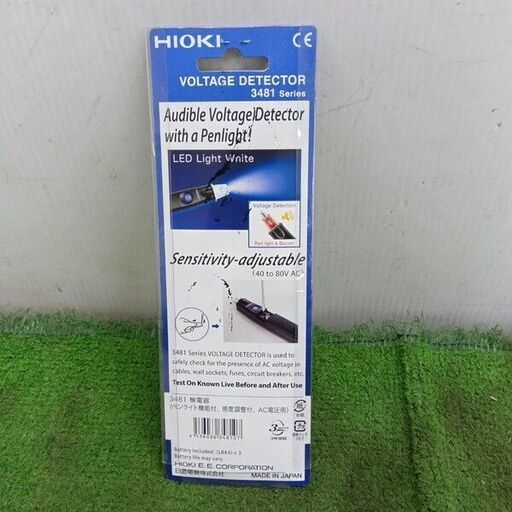 HIOKI
CE
VOLTAGE DETECTOR
3481 Series
Audible Voltage Detector
with a Penlight!
LED Light White
Voltage Detection
Red light & Buzzer
Sensitivity-adjustable
(40 to 80V AC)
3481 Series VOLTAGE DETECTOR is used to
safely check for the presence of AC voltage in
cables, wall sockets, fuses, circuit breakers, etc.
Test On Known Live Before and After Use
3481 検電器
(ペンライト機能付、感度調整付、AC電圧用)
Battery included: (LR44) x 3
Battery life may vary.
HIOKI E.E. CORPORATION
日置電機株式会社
MADE IN JAPAN